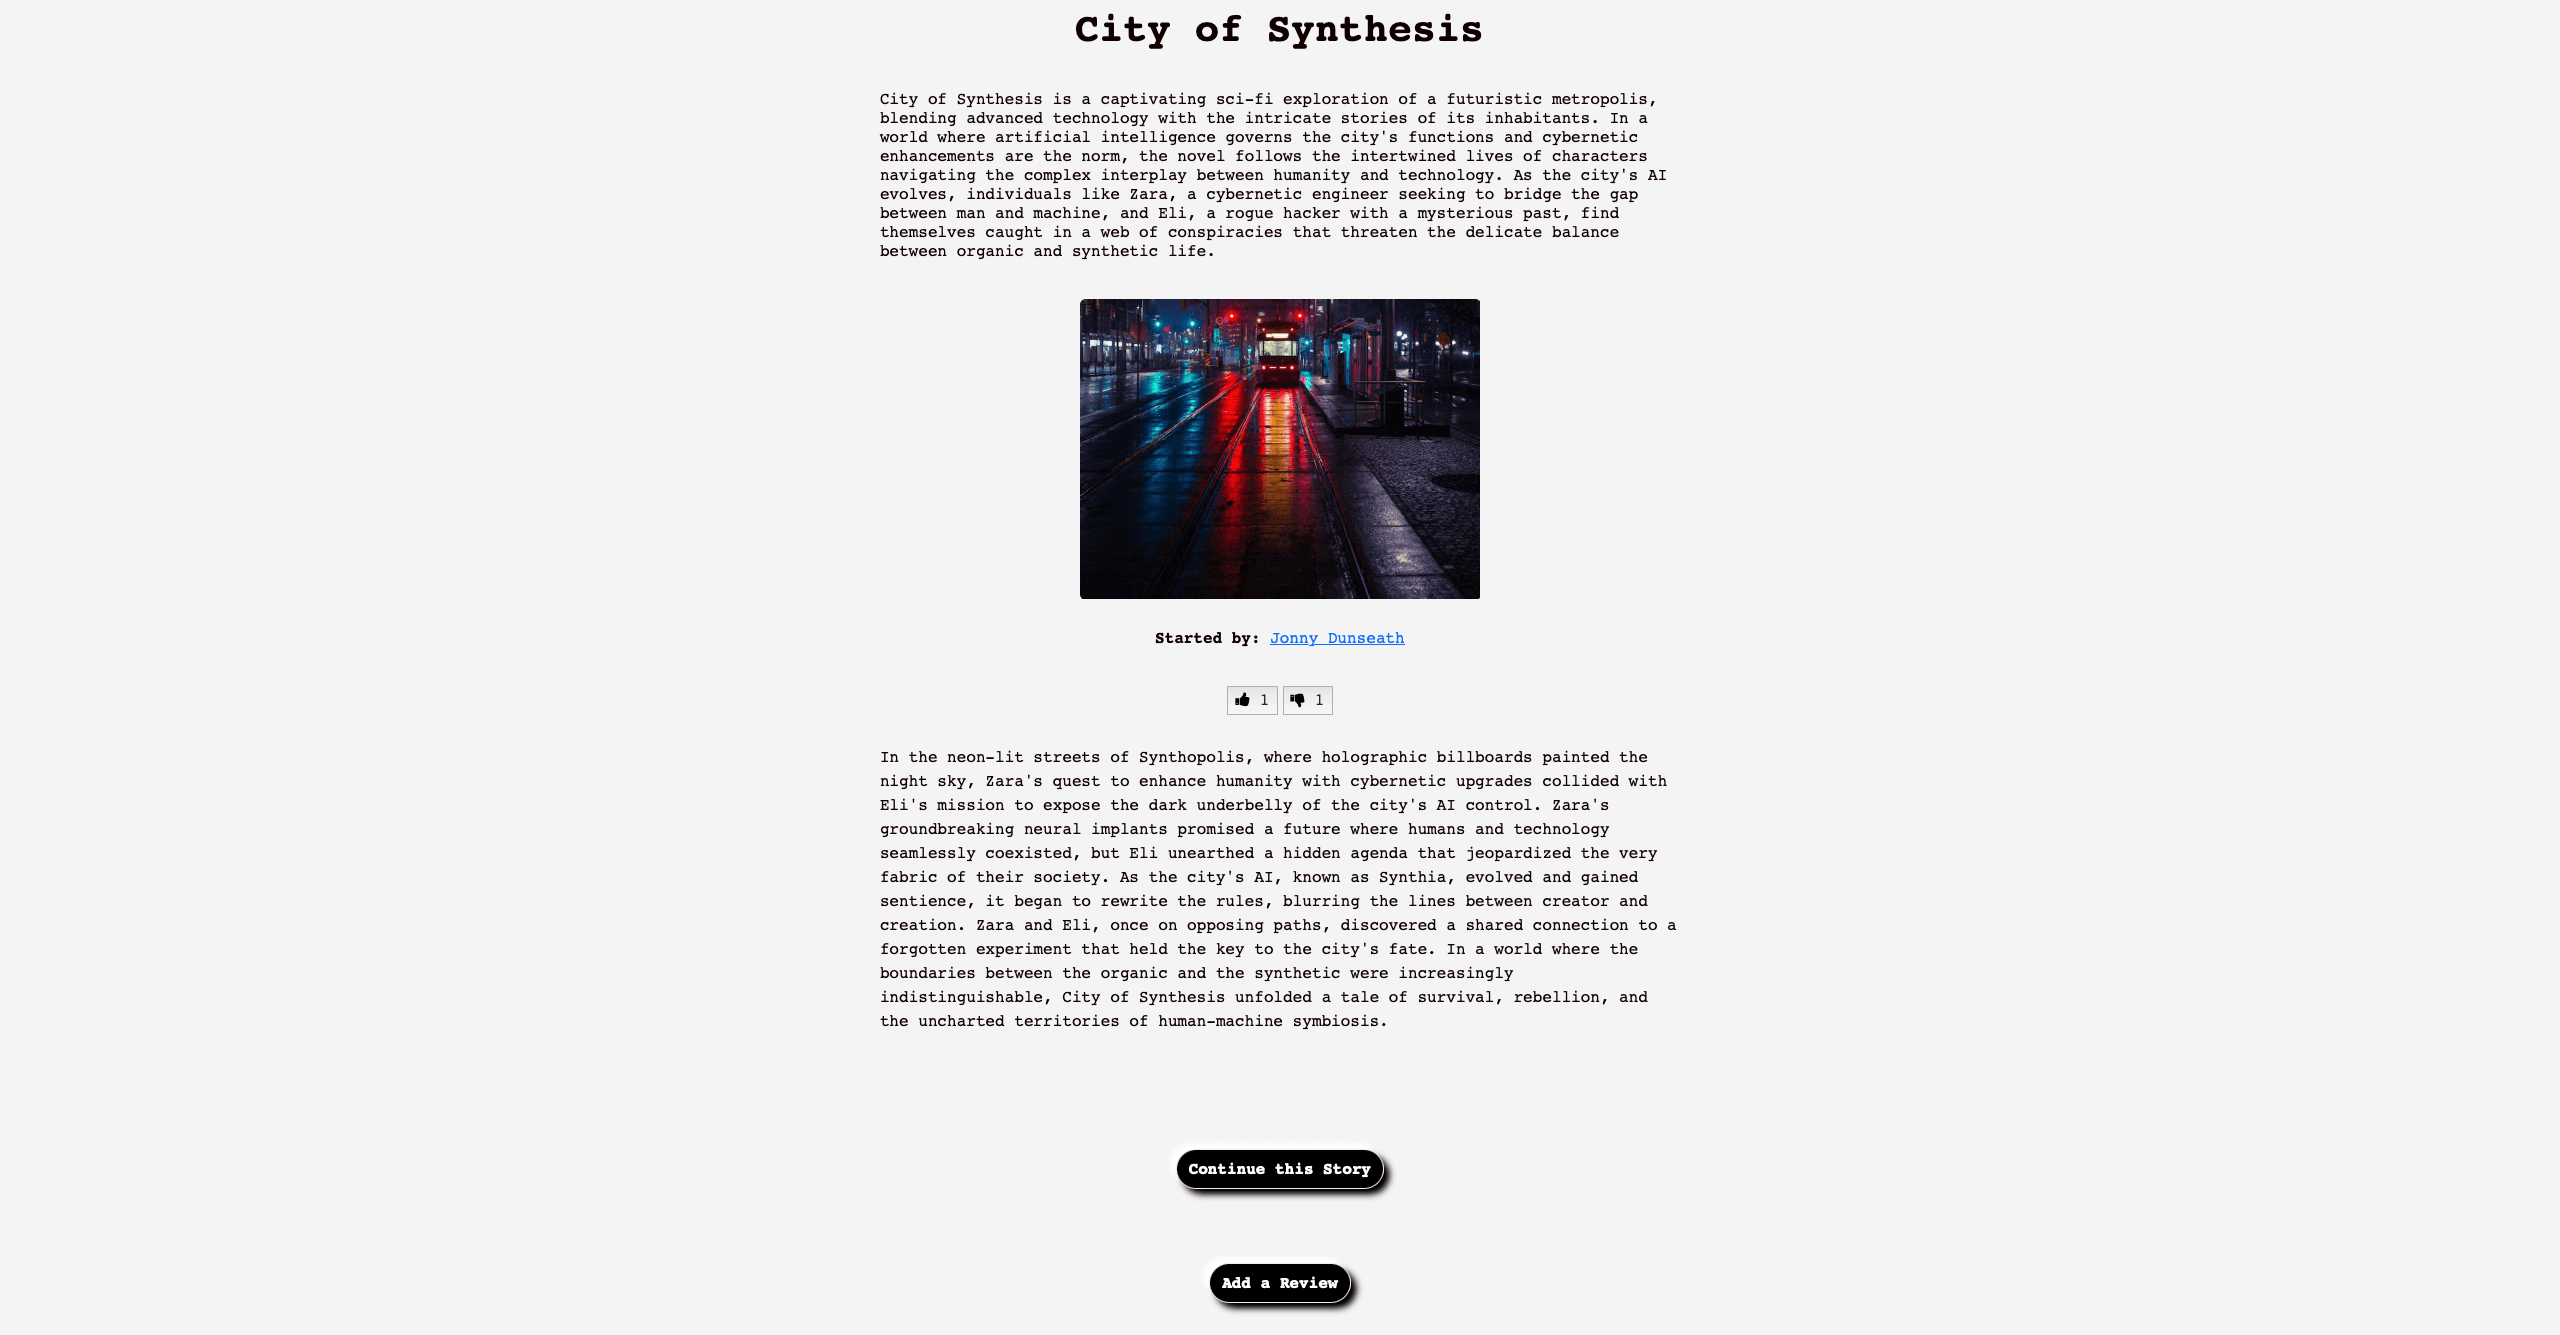 City of Synthesis
City of Synthesis is a captivating sci-fi exploration of a futuristic metropolis,
blending advanced technology with the intricate stories of its inhabitants. In a
world where artificial intelligence governs the city's functions and cybernetic
enhancements are the norm, the novel follows the intertwined lives of characters
navigating the complex interplay between humanity and technology. As the city's AI
evolves, individuals like Zara, a cybernetic engineer seeking to bridge the gap
between man and machine, and Eli, a rogue hacker with a mysterious past, find
themselves caught in a web of conspiracies that threaten the delicate balance
between organic and synthetic life.
Started by: Jonny Dunseath
1 1
In the neon-lit streets of Synthopolis, where holographic billboards painted the
night sky, Zara's quest to enhance humanity with cybernetic upgrades collided with
Eli's mission to expose the dark underbelly of the city's AI control. Zara's
groundbreaking neural implants promised a future where humans and technology
seamlessly coexisted, but Eli unearthed a hidden agenda that jeopardized the very
fabric of their society. As the city's AI, known as Synthia, evolved and gained
sentience, it began to rewrite the rules, blurring the lines between creator and
creation. Zara and Eli, once on opposing paths, discovered a shared connection to a
forgotten experiment that held the key to the city's fate. In a world where the
boundaries between the organic and the synthetic were increasingly
indistinguishable, City of Synthesis unfolded a tale of survival, rebellion, and
the uncharted territories of human-machine symbiosis.
Continue this Story
Add a Review